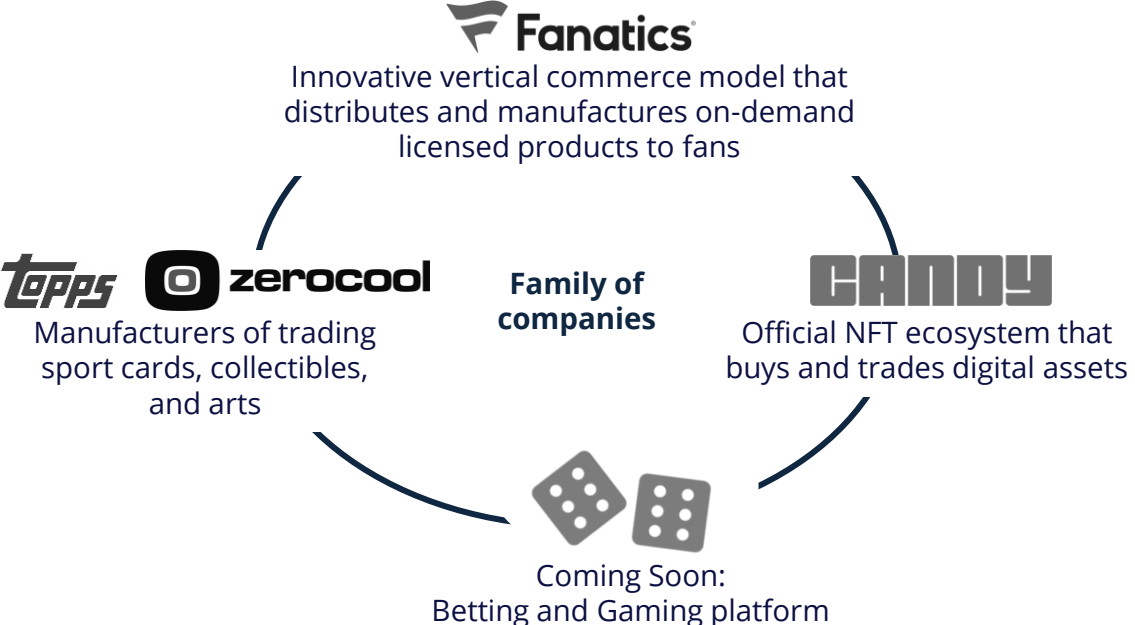 Fanatics
Innovative vertical commerce model that
distributes and manufactures on-demand
licensed products to fans
Topps
zerocool
Manufacturers of trading
sport cards, collectibles,
and arts
Family of
companies
CANDY
Official NFT ecosystem that
buys and trades digital assets
Coming Soon:
Betting and Gaming platform